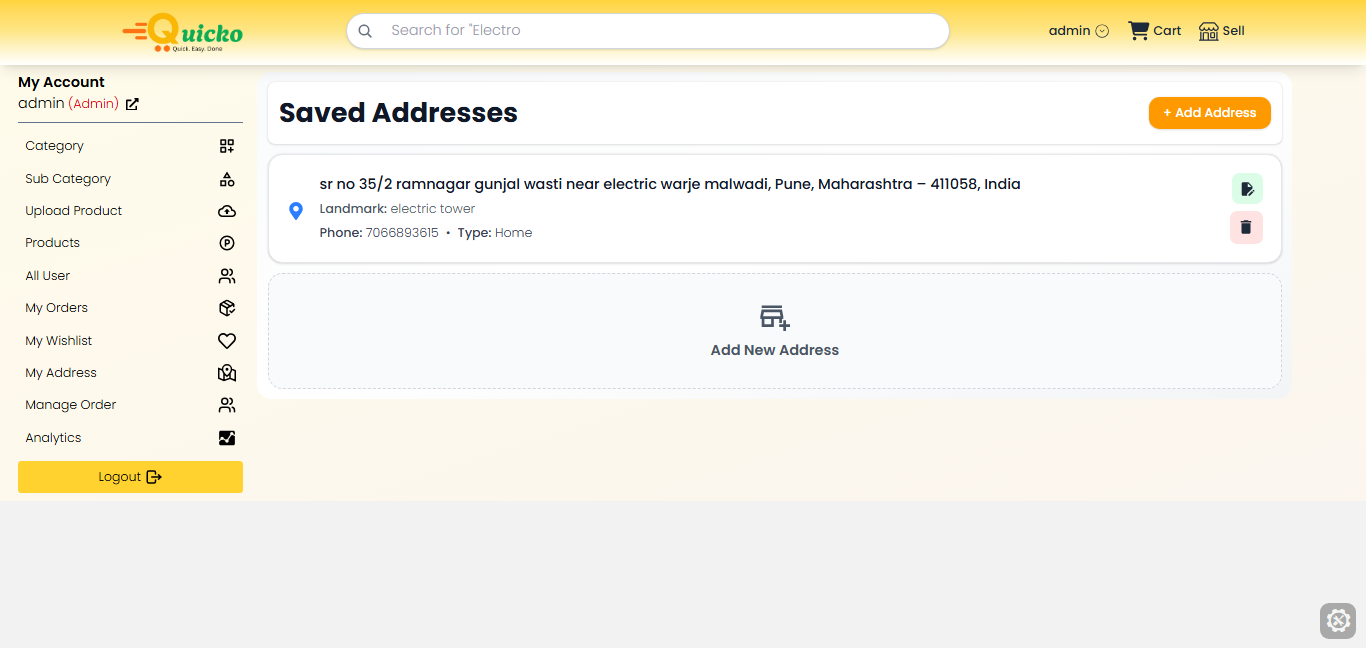 Quicko
Quick. Easy. Done
Search for "Electro
admin
Cart
Sell
My Account
admin (Admin)
Category
Sub Category
Upload Product
Products
All User
My Orders
My Wishlist
My Address
Manage Order
Analytics
Logout
Saved Addresses
+ Add Address
sr no 35/2 ramnagar gunjal wasti near electric warje malwadi, Pune, Maharashtra – 411058, India
Landmark: electric tower
Phone: 7066893615 • Type: Home
Add New Address